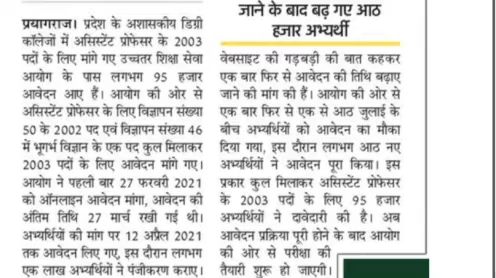 प्रयागराज। प्रदेश के अशासकीय डिग्री
कॉलेजों में असिस्टेंट प्रोफेसर के 2003
पदों के लिए मांगे गए उच्चतर शिक्षा सेवा
आयोग के पास लगभग 95 हजार
आवेदन आए हैं। आयोग की ओर से
असिस्टेंट प्रोफेसर के लिए विज्ञापन संख्या
50 के 2002 पद एवं विज्ञापन संख्या 46
में भूगर्भ विज्ञान के एक पद कुल मिलाकर
2003 पदों के लिए आवेदन मांगे गए।
आयोग ने पहली बार 27 फरवरी 2021
को ऑनलाइन आवेदन मांगा, आवेदन की
अंतिम तिथि 27 मार्च रखी गई थी।
अभ्यर्थियों की मांग पर 12 अप्रैल 2021
तक आवेदन लिए गए, इस दौरान लगभग
एक लाख अभ्यर्थियों ने पंजीकरण कराए।
जाने के बाद बढ़ गए आठ
हजार अभ्यर्थी
वेबसाइट की गड़बड़ी की बात कहकर
एक बार फिर से आवेदन की तिथि बढ़ाए
जाने की मांग की हैं। आयोग की ओर से
एक बार फिर से एक से आठ जुलाई के
बीच अभ्यर्थियों को आवेदन का मौका
दिया गया, इस दौरान लगभग आठ नए
अभ्यर्थियों ने आवेदन पूरा किया। इस
प्रकार कुल मिलाकर असिस्टेंट प्रोफेसर
के 2003 पदों के लिए 95 हजार
अभ्यर्थियों ने दावेदारी की है। अब
आवेदन प्रक्रिया पूरी होने के बाद आयोग
की ओर से परीक्षा की
तैयारी शुरू हो जाएगी।